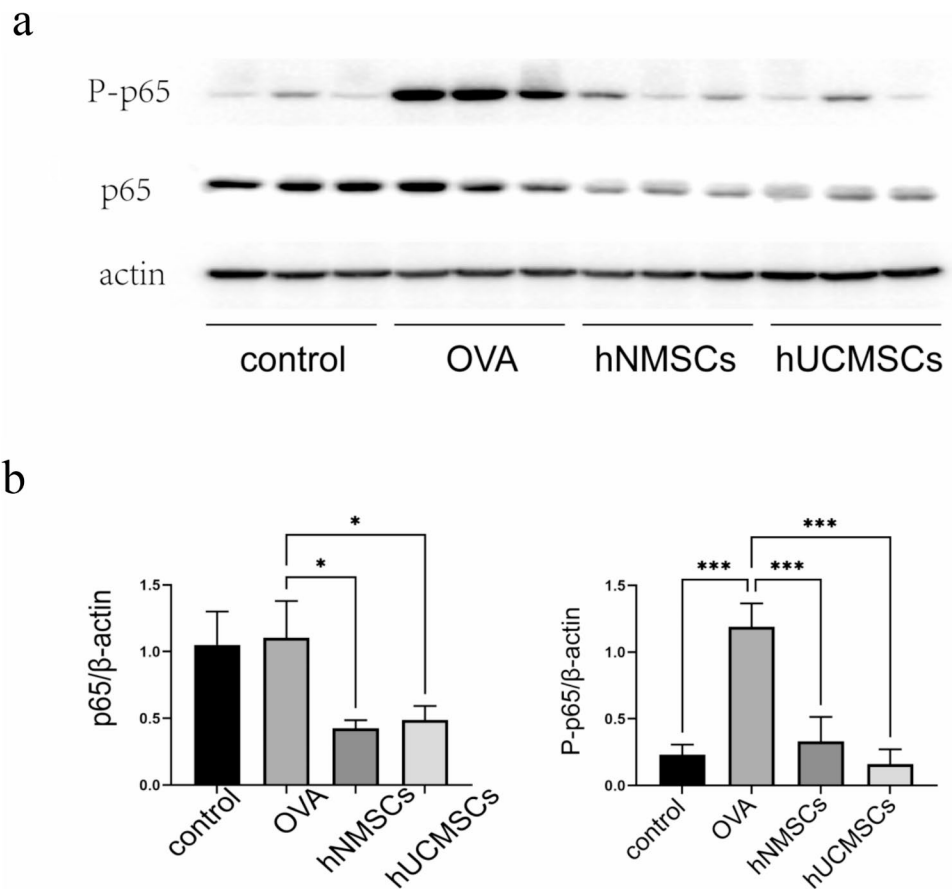 a
P-p65
p65
actin
control OVA hNMSCs hUCMSCs
b
* ***
* *** ***
p65/β-actin
1.5
1.0
0.5
0.0
control OVA hNMSCs hUCMSCs
P-p65/β-actin
1.5
1.0
0.5
0.0
control OVA hNMSCs hUCMSCs